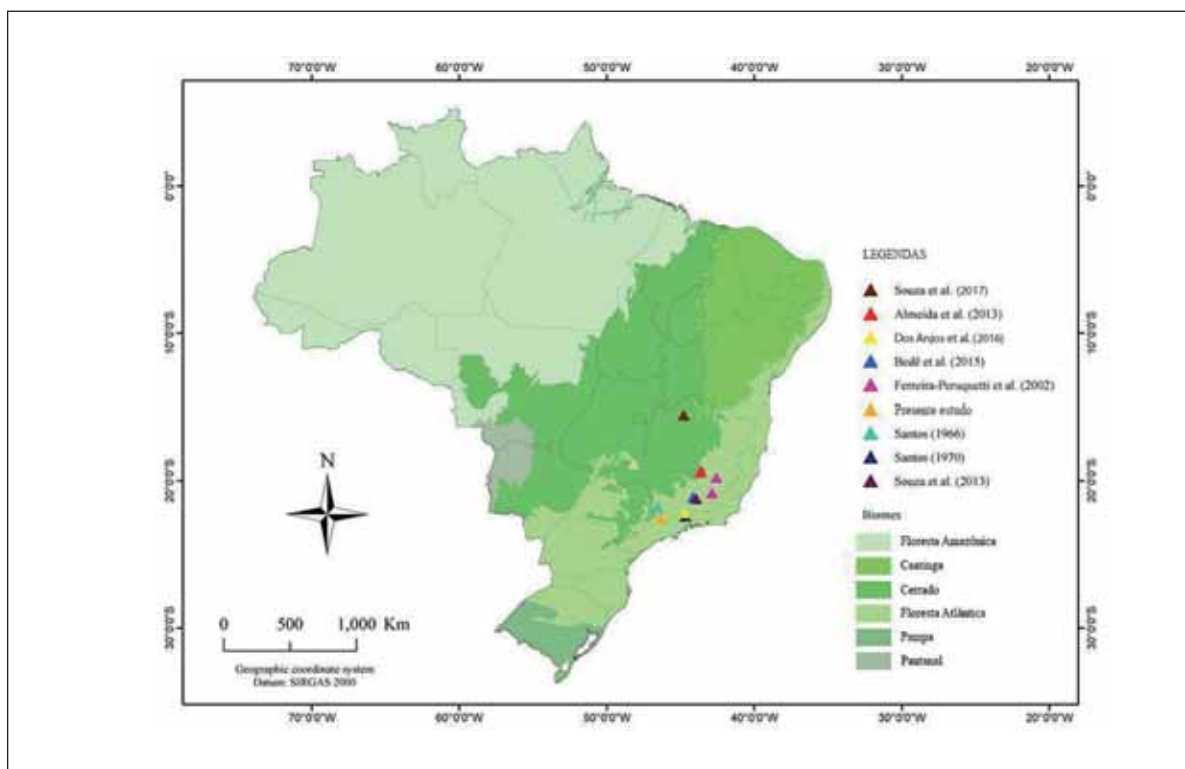 70°0'0"W 60°0'0"W 50°0'0"W 40°0'0"W 30°0'0"W 20°0'0"W
0°0'0"
10°0'0"S
20°0'0"S
30°0'0"S
0°0'0"
10°0'0"S
20°0'0"S
30°0'0"S
LEGENDAS
Souza et al. (2017)
Almeida et al. (2013)
Dos Anjos et al. (2016)
Bedê et al. (2015)
Ferreira-Peruquetti et al. (2002)
Presente estudo
Santos (1966)
Santos (1970)
Souza et al. (2013)
Biomes
Floresta Amazônica
Caatinga
Cerrado
Floresta Atlântica
Pampa
Pantanal
N
0 500 1,000 Km
Geographic coordinate system
Datum: SIRGAS 2000
70°0'0"W 60°0'0"W 50°0'0"W 40°0'0"W 30°0'0"W 20°0'0"W